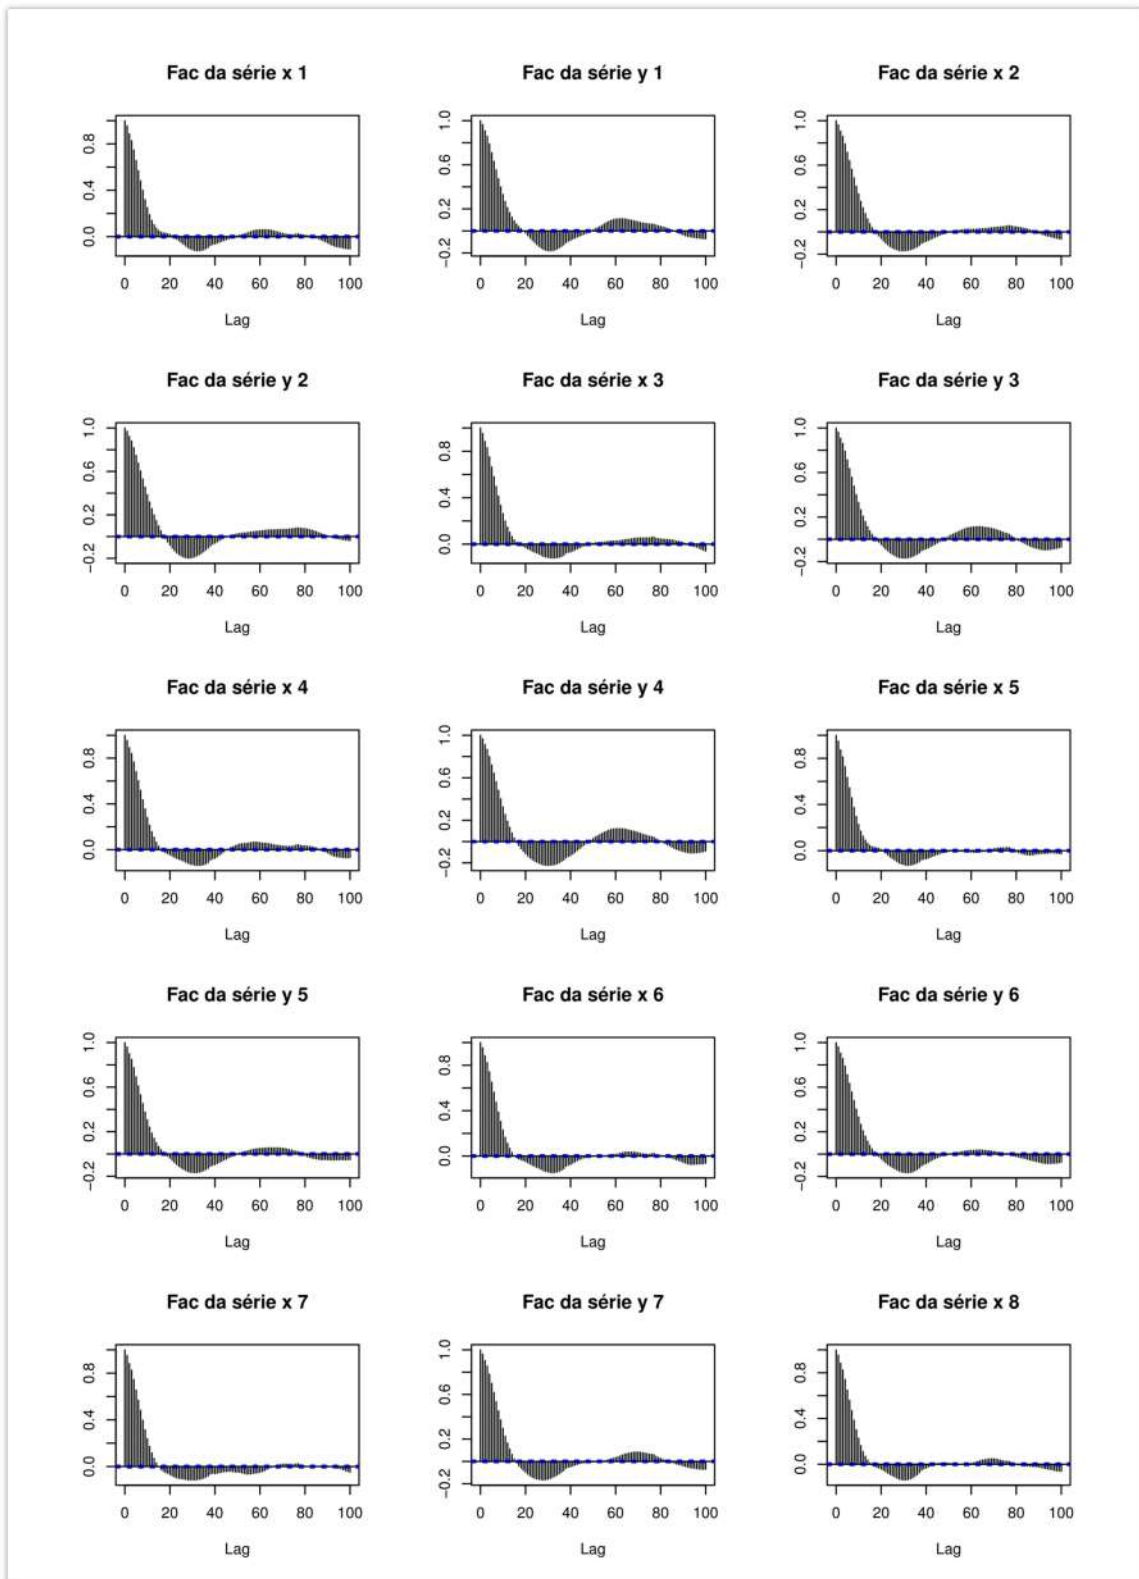 Fac da série x 1
0.0 0.4 0.8
0 20 40 60 80 100
Lag
Fac da série y 1
−0.2 0.2 0.6 1.0
0 20 40 60 80 100
Lag
Fac da série x 2
−0.2 0.2 0.6 1.0
0 20 40 60 80 100
Lag
Fac da série y 2
−0.2 0.2 0.6 1.0
0 20 40 60 80 100
Lag
Fac da série x 3
0.0 0.4 0.8
0 20 40 60 80 100
Lag
Fac da série y 3
−0.2 0.2 0.6 1.0
0 20 40 60 80 100
Lag
Fac da série x 4
0.0 0.4 0.8
0 20 40 60 80 100
Lag
Fac da série y 4
−0.2 0.2 0.6 1.0
0 20 40 60 80 100
Lag
Fac da série x 5
0.0 0.4 0.8
0 20 40 60 80 100
Lag
Fac da série y 5
−0.2 0.2 0.6 1.0
0 20 40 60 80 100
Lag
Fac da série x 6
0.0 0.4 0.8
0 20 40 60 80 100
Lag
Fac da série y 6
−0.2 0.2 0.6 1.0
0 20 40 60 80 100
Lag
Fac da série x 7
0.0 0.4 0.8
0 20 40 60 80 100
Lag
Fac da série y 7
−0.2 0.2 0.6 1.0
0 20 40 60 80 100
Lag
Fac da série x 8
0.0 0.4 0.8
0 20 40 60 80 100
Lag